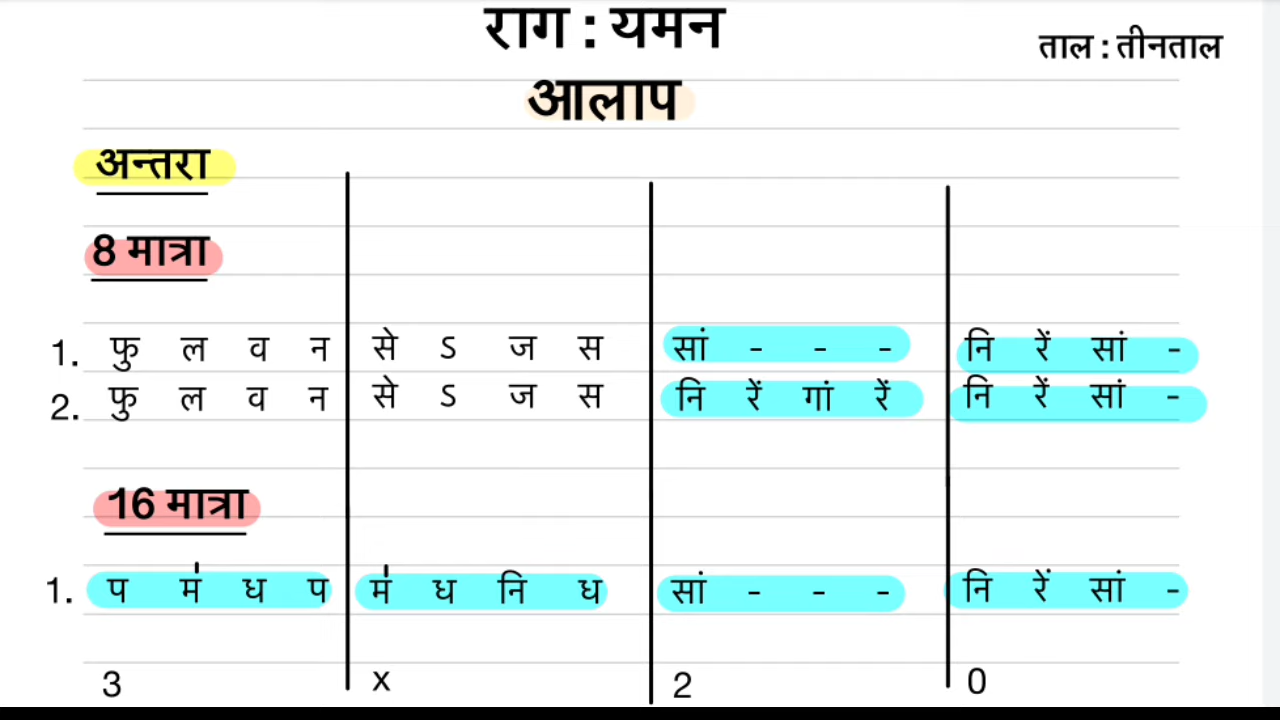 राग : यमन
ताल : तीनताल
आलाप
अन्तरा
8 मात्रा
1. फु ल व न से ऽ ज स सां - - - नि रें सां -
2. फु ल व न से ऽ ज स नि रें गां रें नि रें सां -
16 मात्रा
1. प म॑ ध प म॑ ध नि ध सां - - - नि रें सां -
3 x 2 0